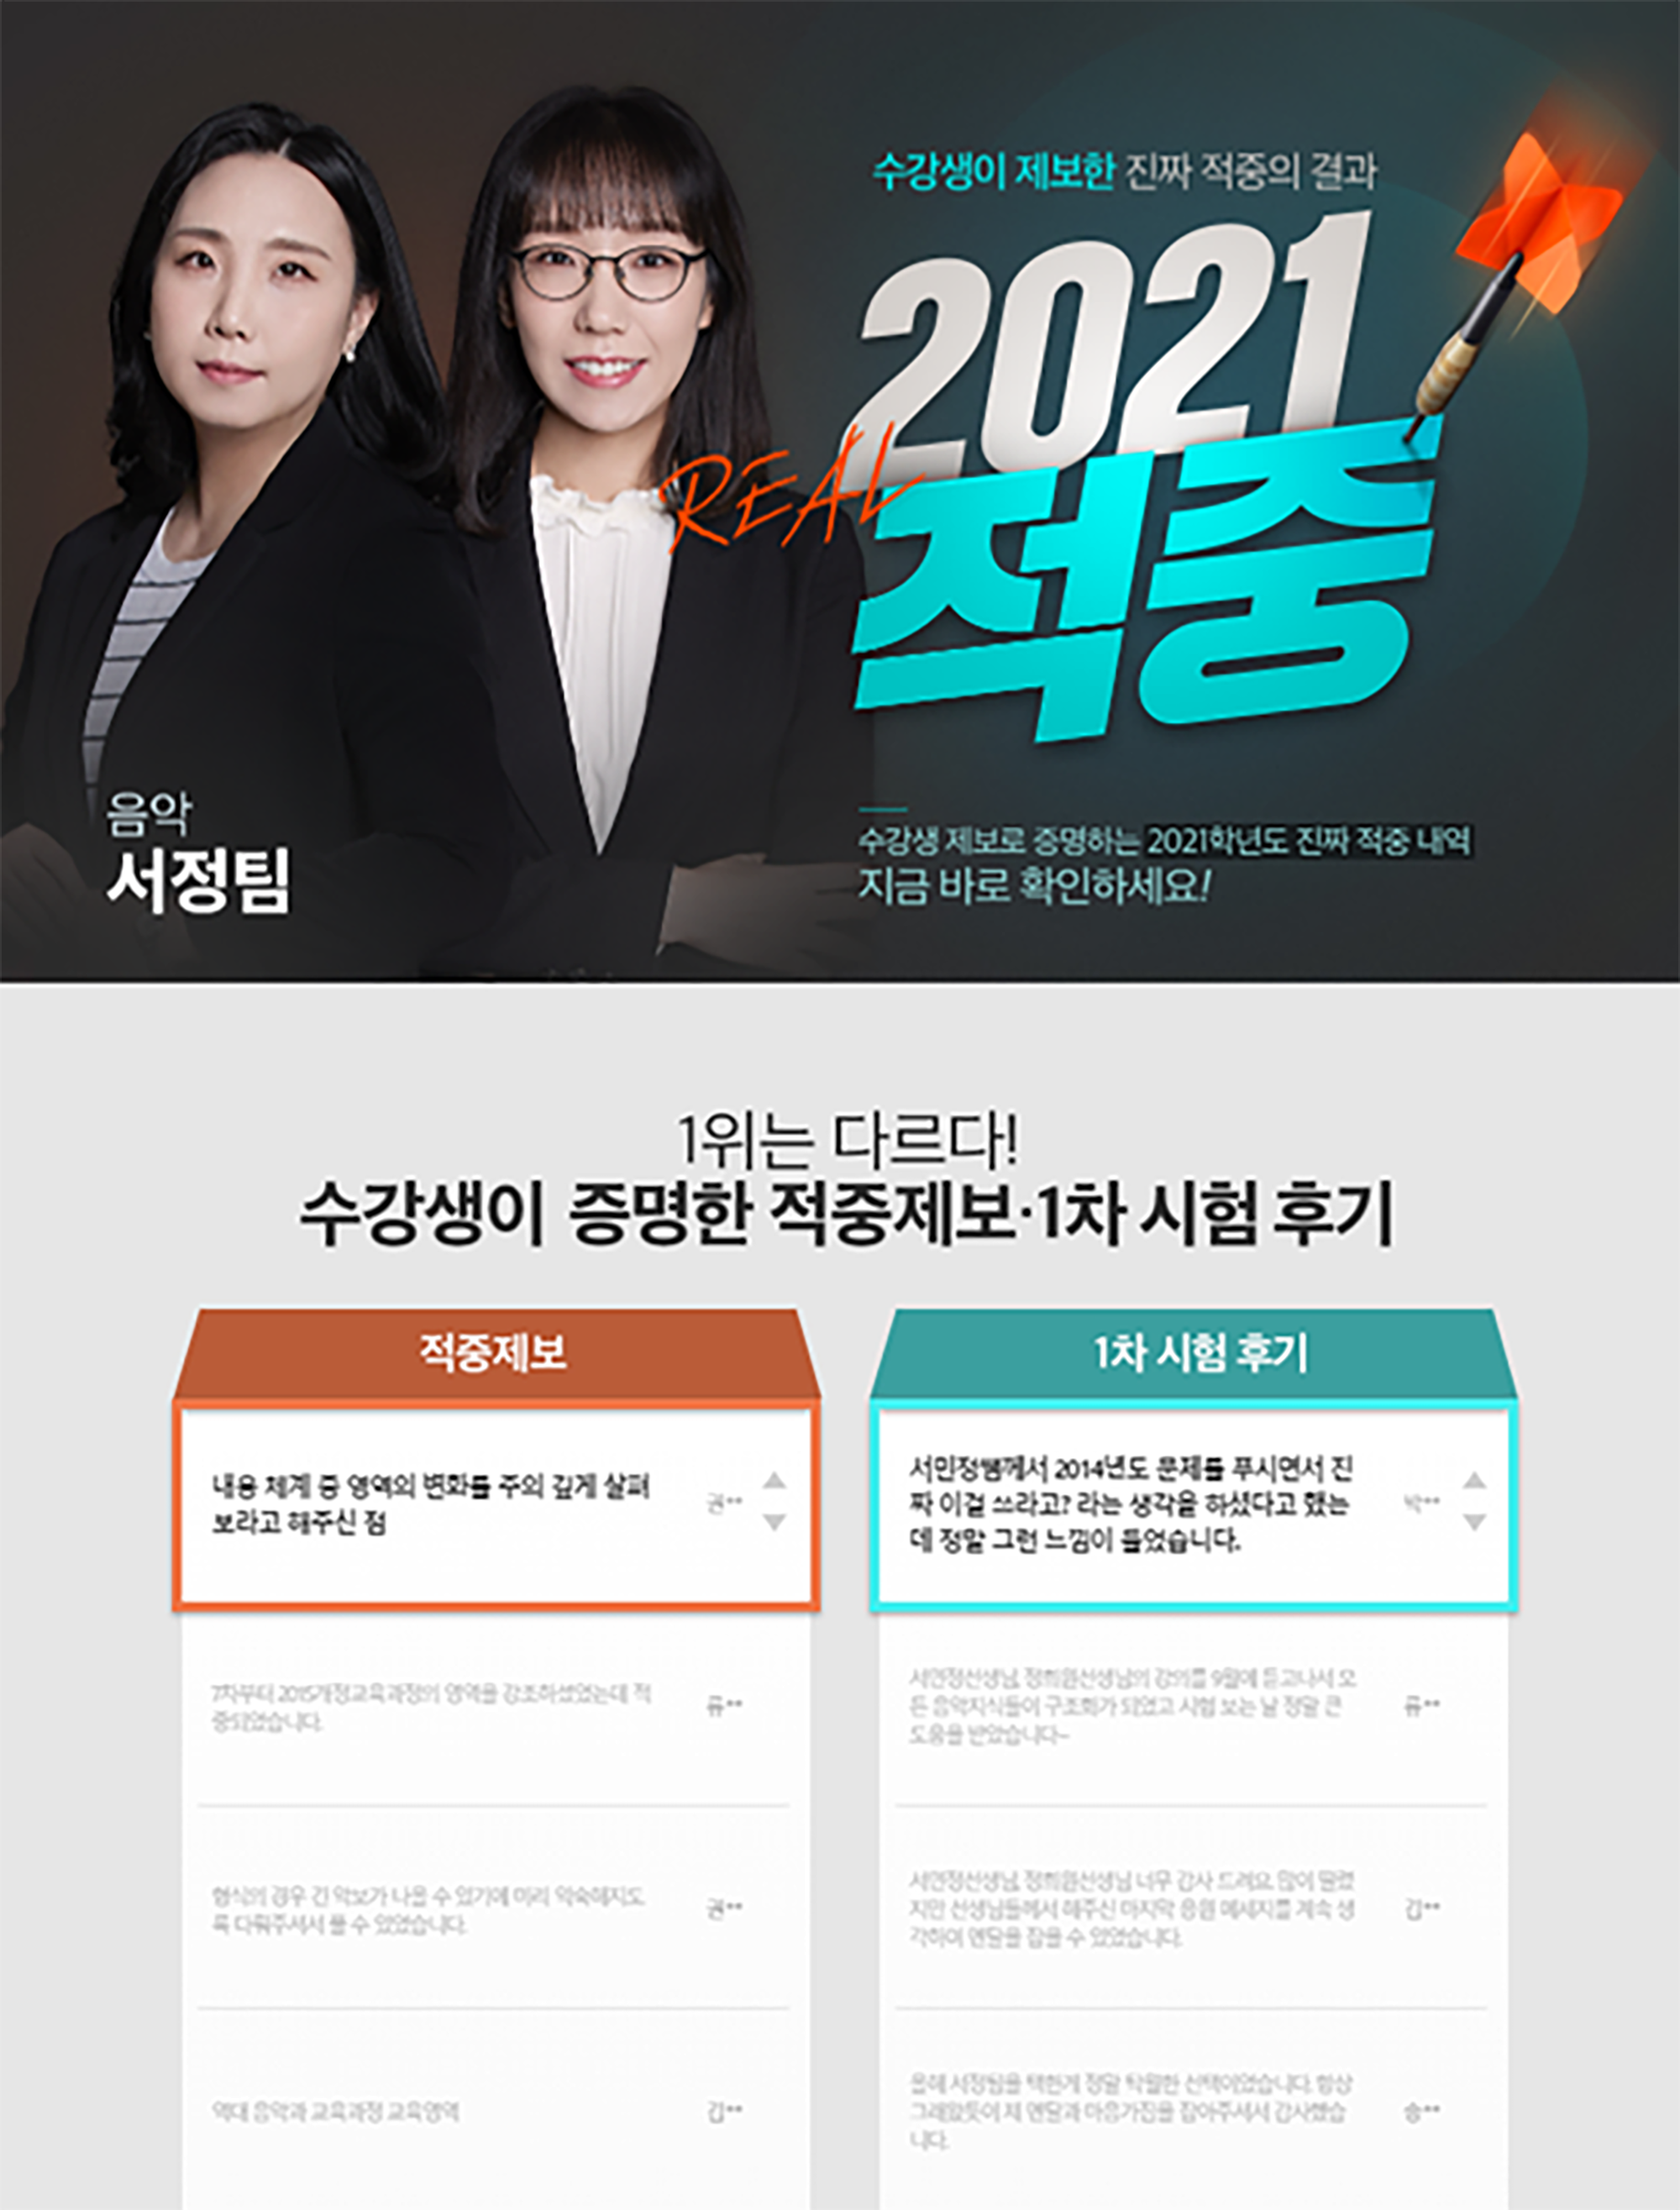 수강생이 제보한 진짜 적중의 결과
2021
REAL
적중
음악
서정팀
수강생 제보로 증명하는 2021학년도 진짜 적중 내역
지금 바로 확인하세요!
1위는 다르다!
수강생이 증명한 적중제보·1차 시험 후기
적중제보
내용 체계 중 영역의 변화를 주의 깊게 살펴
보라고 해주신 점
권**
7차부터 2015개정교육과정의 영역을 강조하셨었는데 적
중되었습니다.
류**
형식의 경우 긴 악보가 나올 수 있기에 미리 익숙해지도
록 다뤄주셔서 풀 수 있었습니다.
권**
역대 음악과 교육과정 교육영역
김**
1차 시험 후기
서민정쌤께서 2014년도 문제를 푸시면서 진
짜 이걸 쓰라고? 라는 생각을 하셨다고 했는
데 정말 그런 느낌이 들었습니다.
박**
서민정선생님, 정희원선생님의 강의를 9월에 듣고나서 모
든 음악지식들이 구조화가 되었고 시험 보는 날 정말 큰
도움을 받았습니다~
류**
서민정선생님, 정희원선생님 너무 감사 드려요. 많이 떨렸
지만 선생님들께서 해주신 마지막 응원 메세지를 계속 생
각하며 멘탈을 잡을 수 있었습니다.
김**
올해 서정팀을 택한게 정말 탁월한 선택이었습니다. 항상
그래왔듯이 제 멘탈과 마음가짐을 잡아주셔서 감사했습
니다.
송**